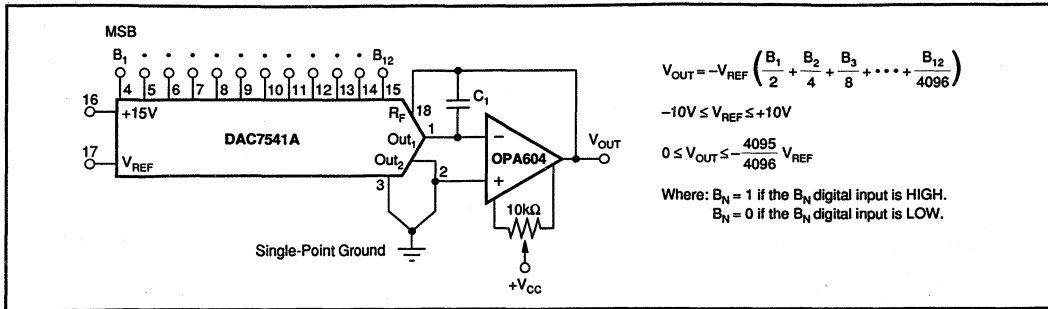 MSB
B1 · · · · · · · · · · B12
4 5 6 7 8 9 10 11 12 13 14 15
16
+15V
RF
18
DAC7541A
Out1
1
17
VREF
Out2
2
3
C1
−
+
OPA604
VOUT
10kΩ
Single-Point Ground
+VCC
VOUT = −VREF (B1/2 + B2/4 + B3/8 + • • • + B12/4096)
−10V ≤ VREF ≤ +10V
0 ≤ VOUT ≤ −4095/4096 VREF
Where: BN = 1 if the BN digital input is HIGH.
BN = 0 if the BN digital input is LOW.